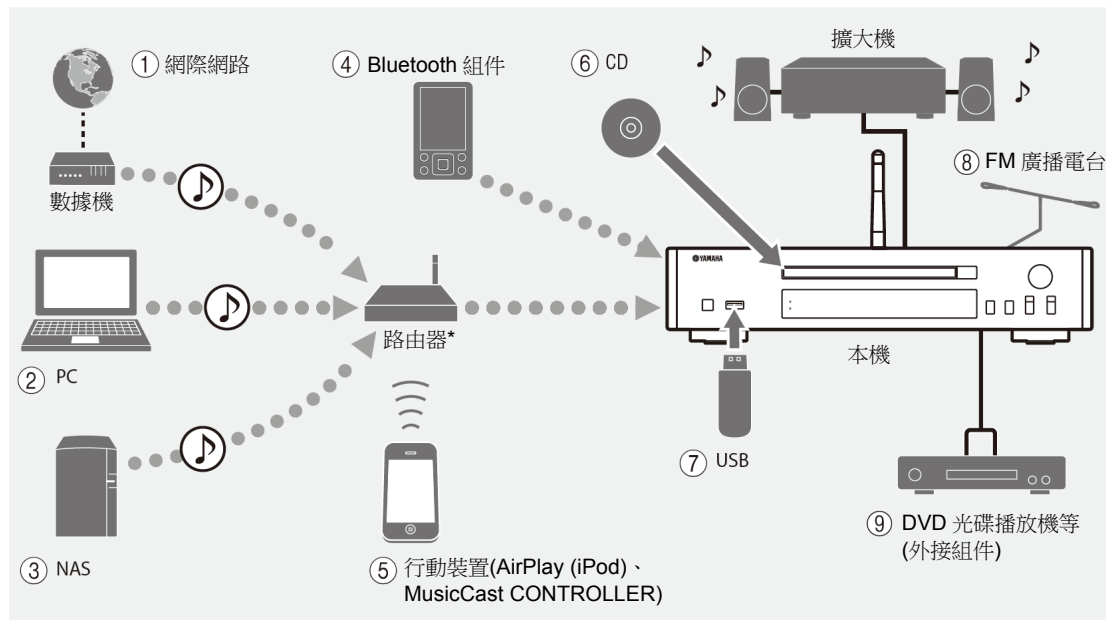 ① 網際網路
數據機
② PC
③ NAS
④ Bluetooth 組件
路由器*
⑤ 行動裝置(AirPlay (iPod)、
MusicCast CONTROLLER)
⑥ CD
擴大機
⑧ FM 廣播電台
YAMAHA
本機
⑦ USB
⑨ DVD 光碟播放機等
(外接組件)